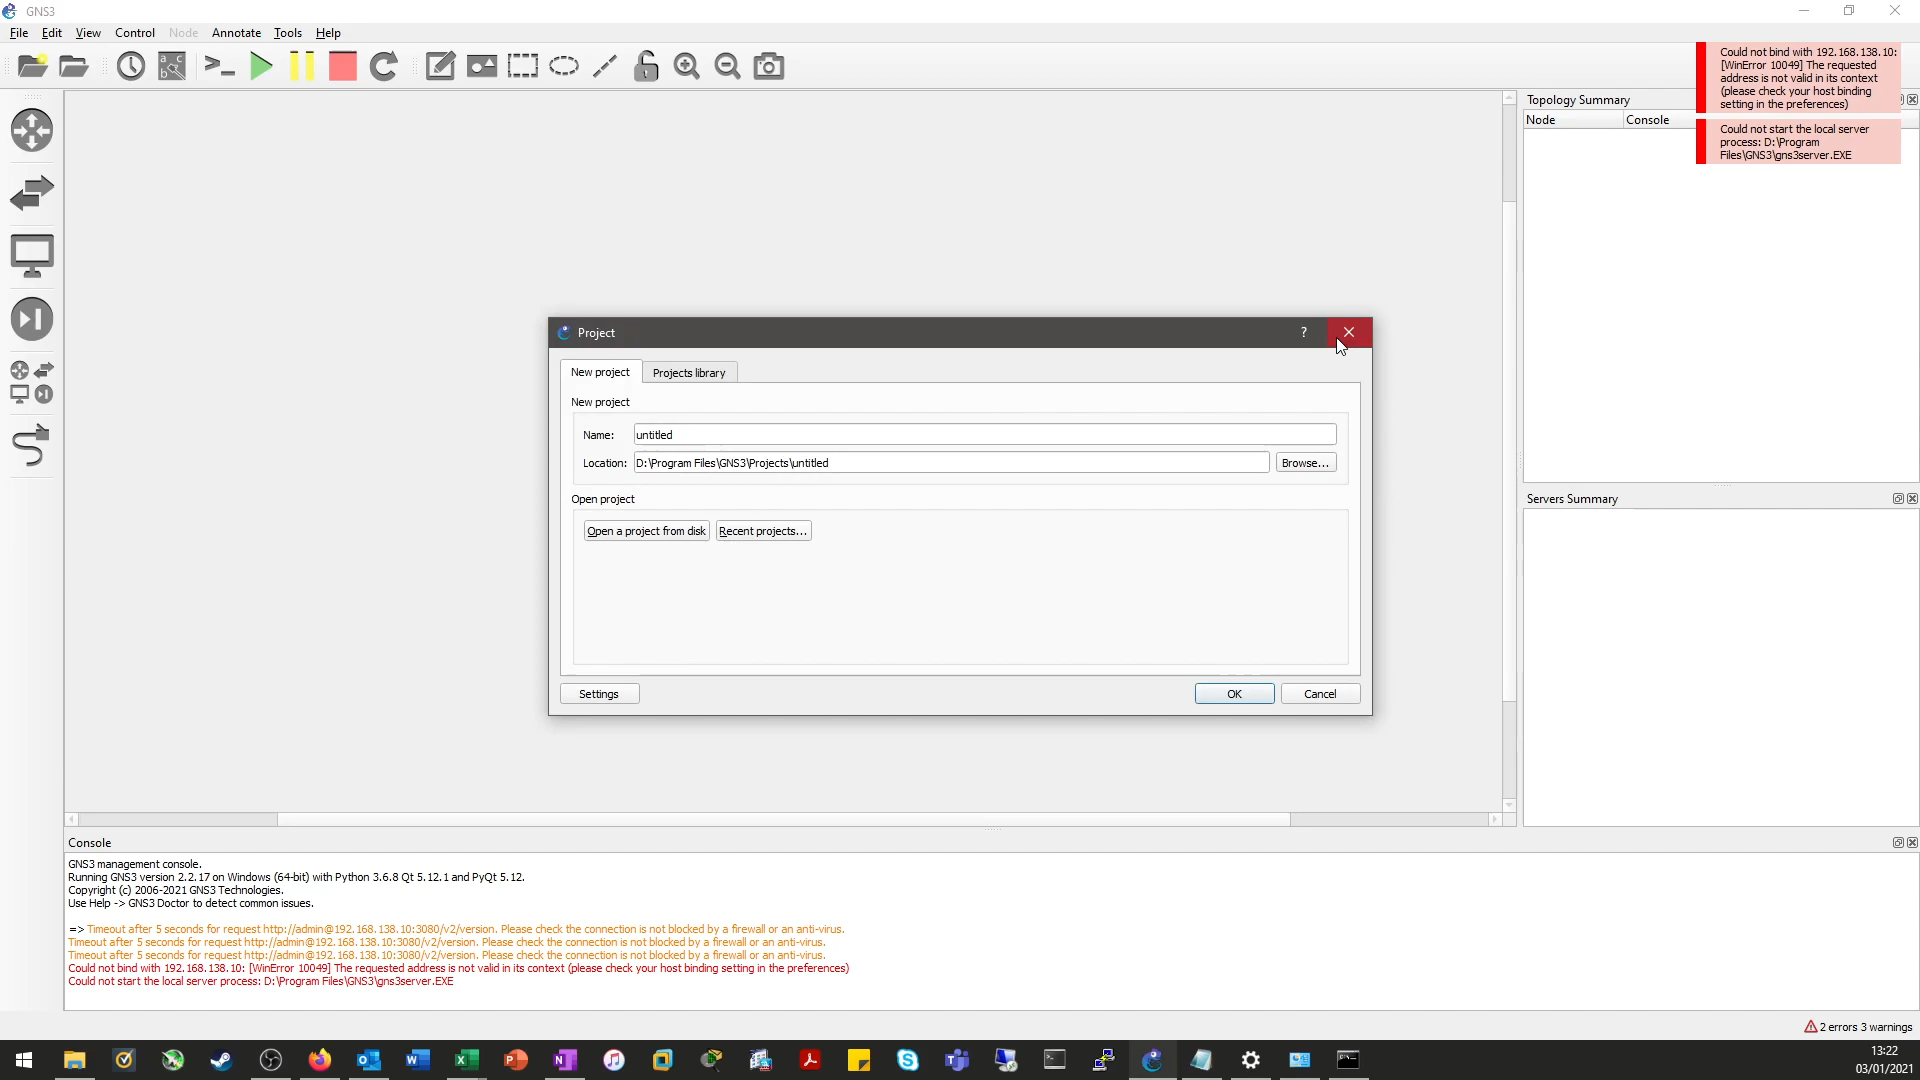 GNS3
File Edit View Control Node Annotate Tools Help
Could not bind with 192.168.138.10:
[WinError 10049] The requested
address is not valid in its context
(please check your host binding
setting in the preferences)
Could not start the local server
process: D:\Program
Files\GNS3\gns3server.EXE
Topology Summary
Node Console
Project
?
New project Projects library
New project
Name: untitled
Location: D:\Program Files\GNS3\Projects\untitled Browse...
Open project
Open a project from disk Recent projects...
Settings OK Cancel
Servers Summary
Console
GNS3 management console.
Running GNS3 version 2.2.17 on Windows (64-bit) with Python 3.6.8 Qt 5.12.1 and PyQt 5.12.
Copyright (c) 2006-2021 GNS3 Technologies.
Use Help -> GNS3 Doctor to detect common issues.
=> Timeout after 5 seconds for request http://admin@192.168.138.10:3080/v2/version. Please check the connection is not blocked by a firewall or an anti-virus.
Timeout after 5 seconds for request http://admin@192.168.138.10:3080/v2/version. Please check the connection is not blocked by a firewall or an anti-virus.
Timeout after 5 seconds for request http://admin@192.168.138.10:3080/v2/version. Please check the connection is not blocked by a firewall or an anti-virus.
Could not bind with 192.168.138.10: [WinError 10049] The requested address is not valid in its context (please check your host binding setting in the preferences)
Could not start the local server process: D:\Program Files\GNS3\gns3server.EXE
2 errors 3 warnings
13:22
03/01/2021